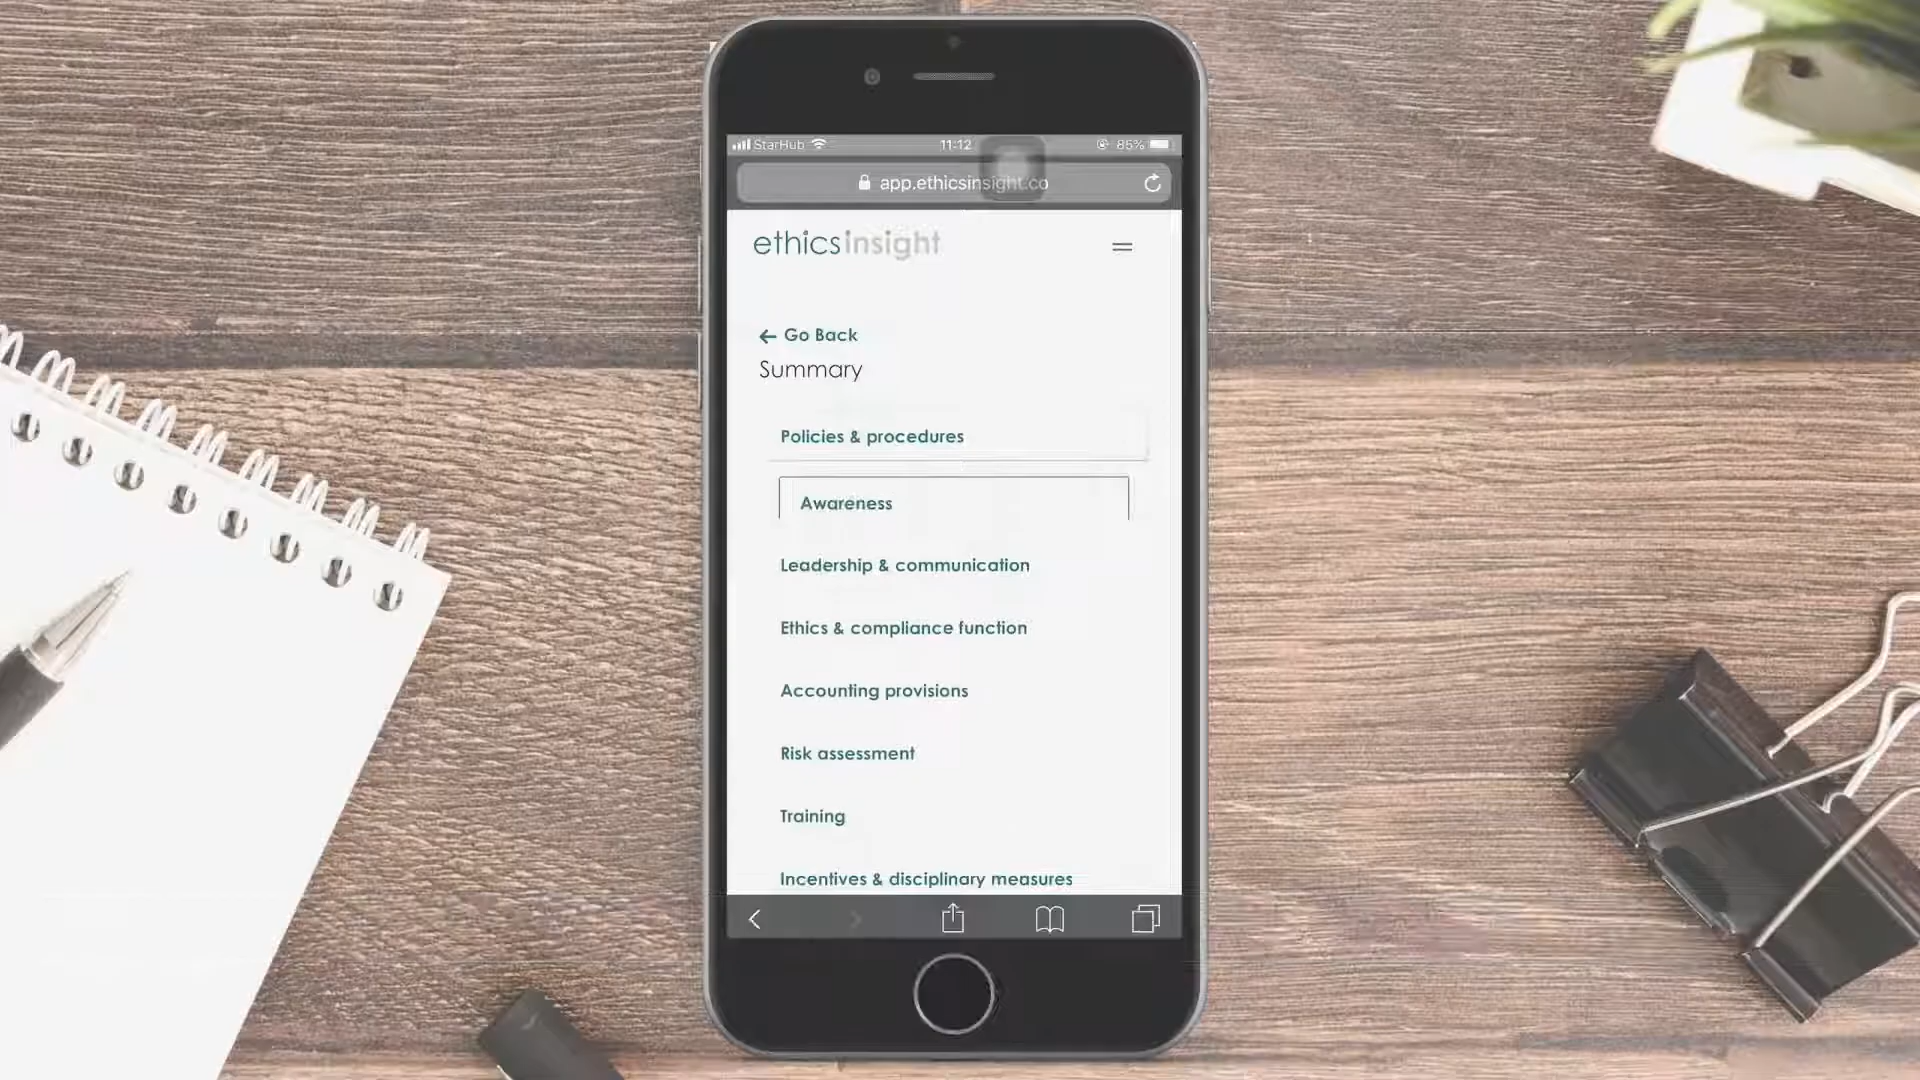 StarHub 11:12 85%
app.ethicsinsight.co
ethicsinsight
← Go Back
Summary
Policies & procedures
Awareness
Leadership & communication
Ethics & compliance function
Accounting provisions
Risk assessment
Training
Incentives & disciplinary measures